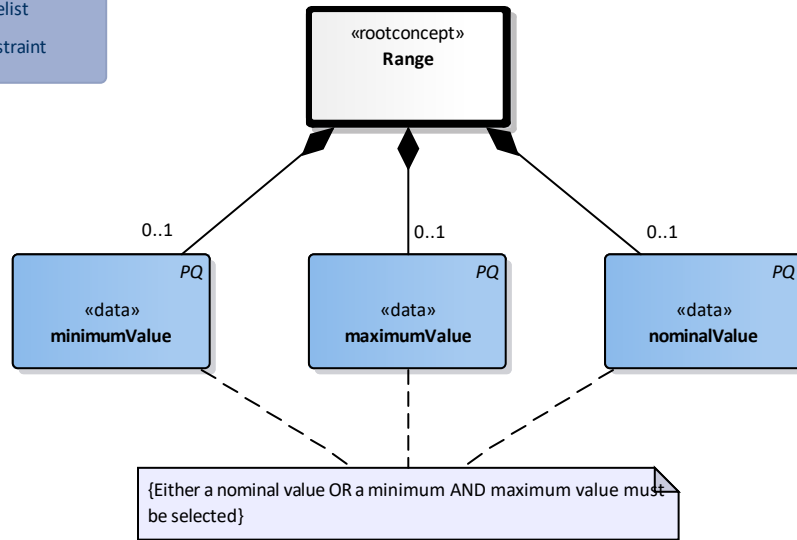 elist
straint
«rootconcept»
Range
0..1
0..1
0..1
PQ
«data»
minimumValue
PQ
«data»
maximumValue
PQ
«data»
nominalValue
{Either a nominal value OR a minimum AND maximum value must
be selected}